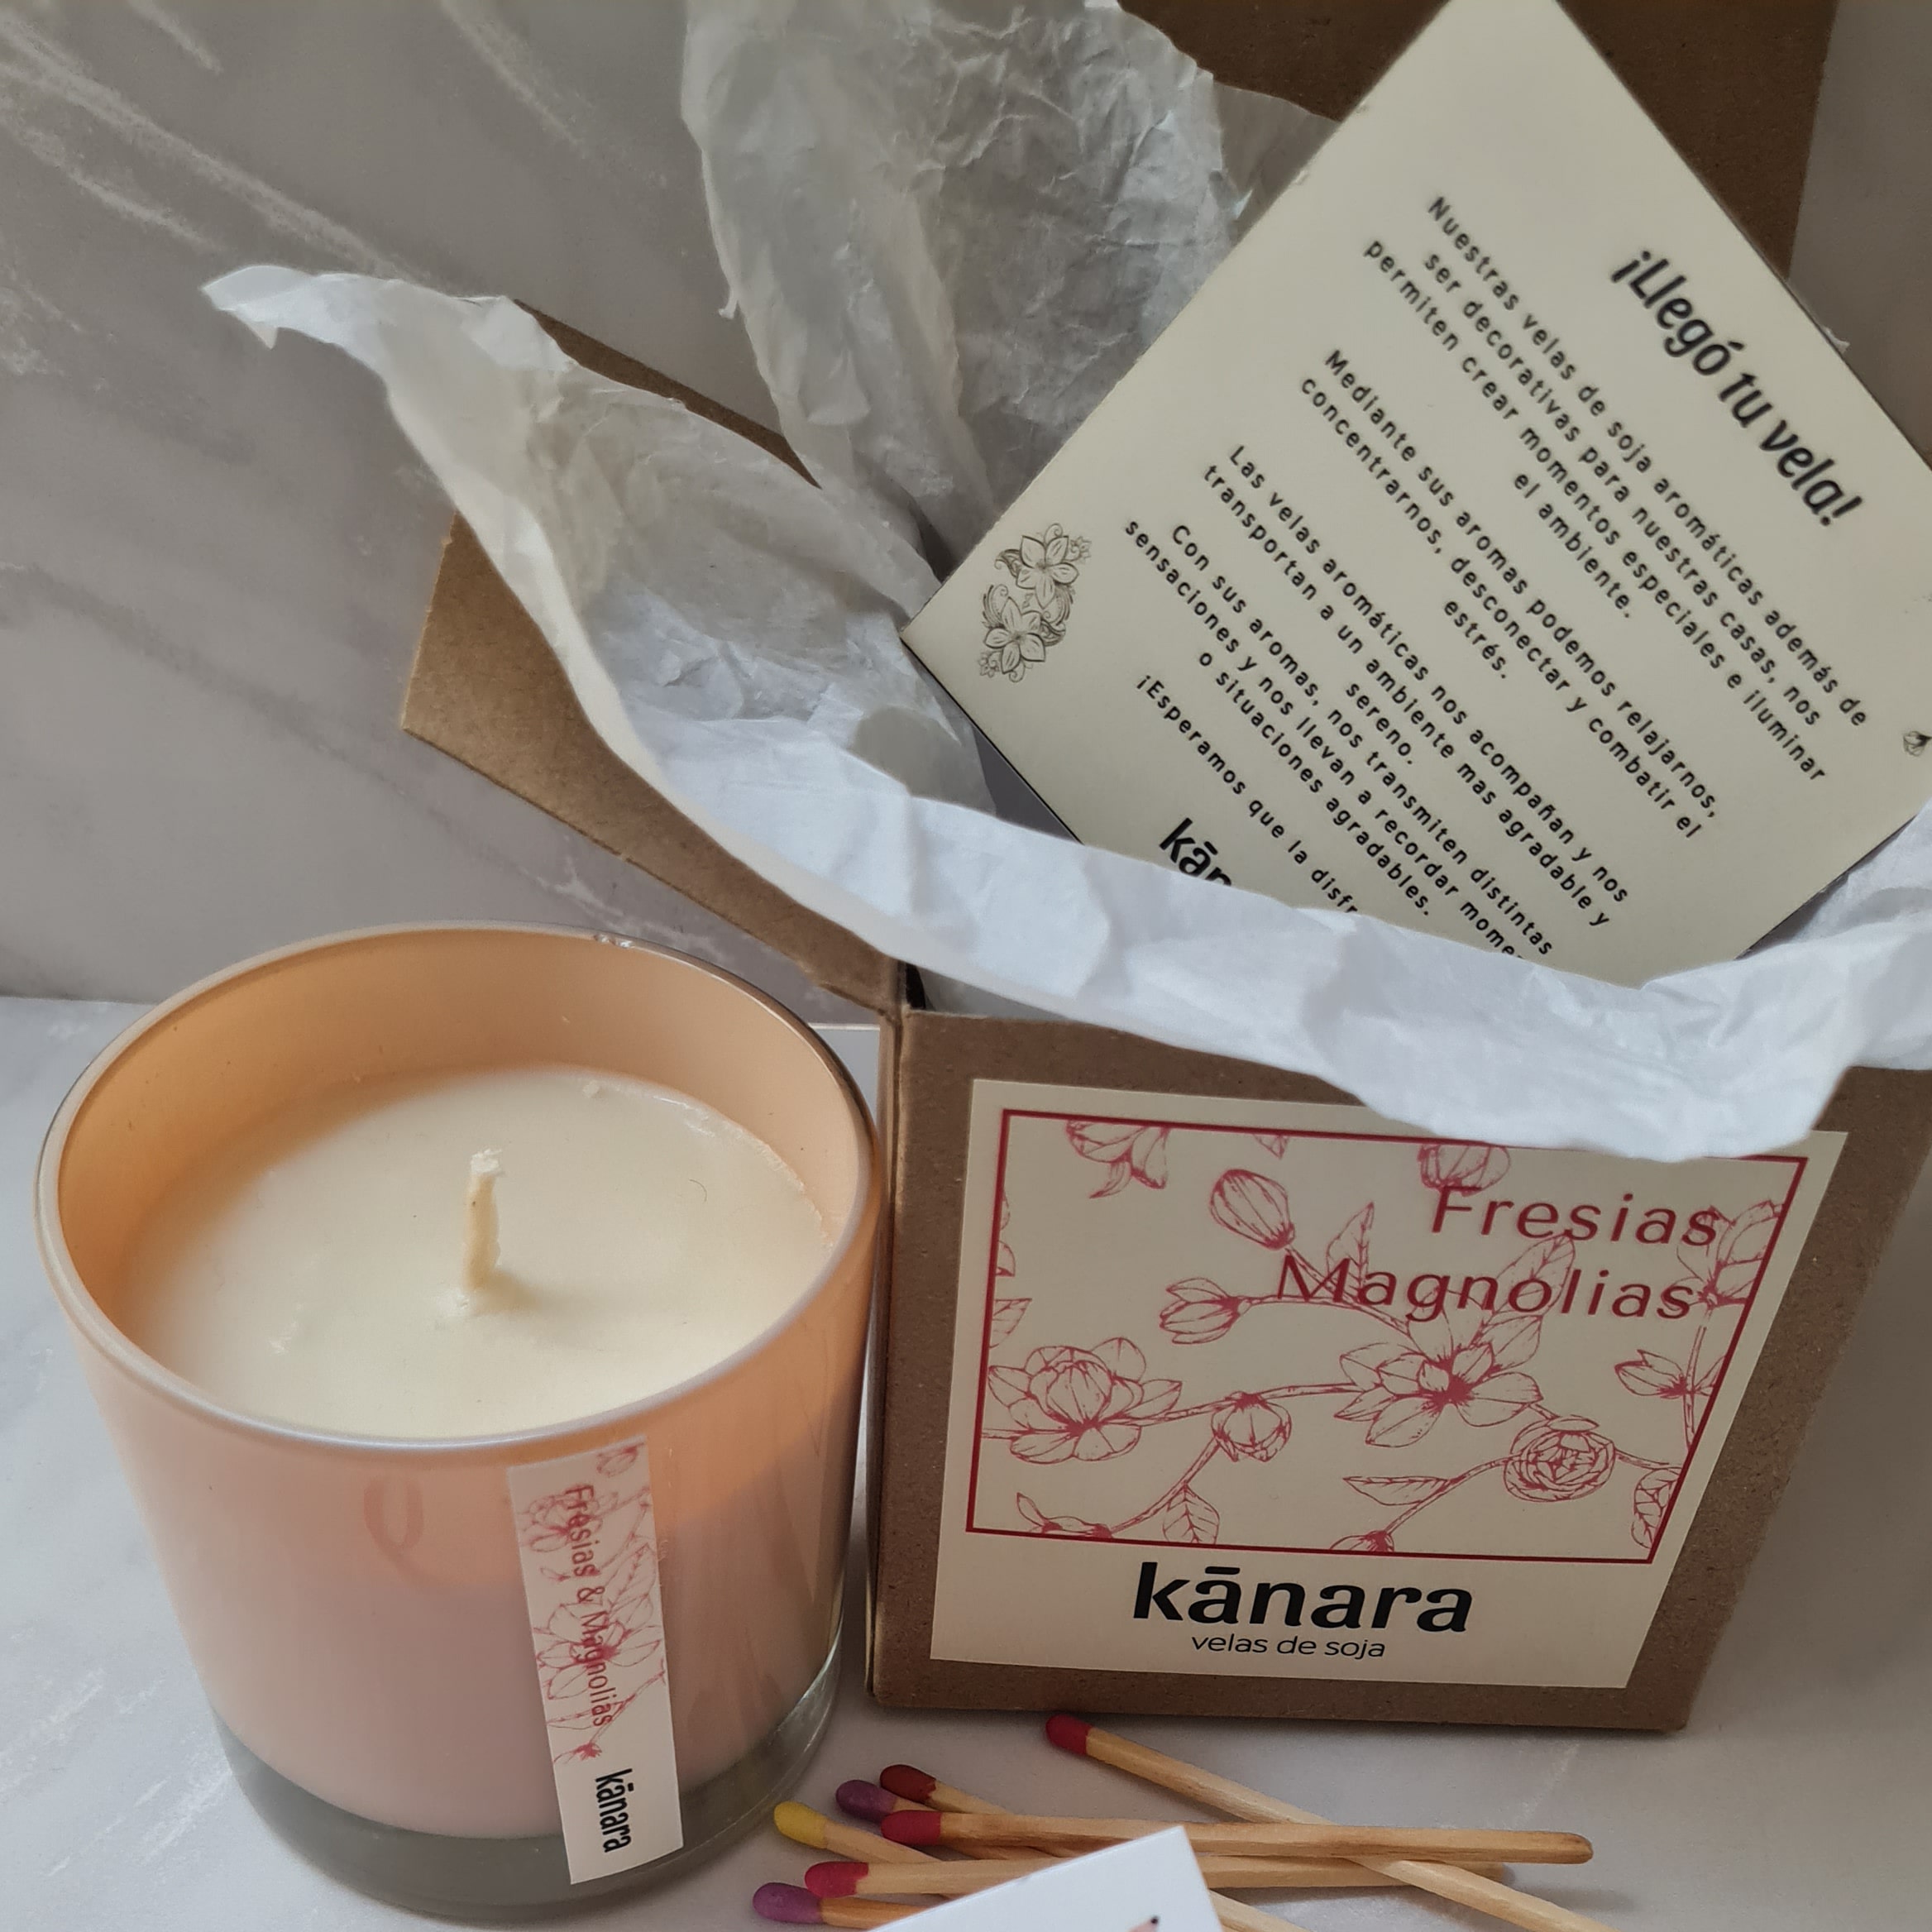 ¡Llegó tu vela!
Nuestras velas de soja aromáticas además de
ser decorativas para nuestras casas, nos
permiten crear momentos especiales e iluminar
el ambiente.
Mediante sus aromas podemos relajarnos,
concentrarnos, desconectar y combatir el
estrés.
Las velas aromáticas nos acompañan y nos
transportan a un ambiente mas agradable y
sereno.
Con sus aromas, nos transmiten distintas
sensaciones y nos llevan a recordar mome
o situaciones agradables.
¡Esperamos que la disfr
kān
Fresias
Magnolias
kānara
velas de soja
Fresias & Magnolias
kānara